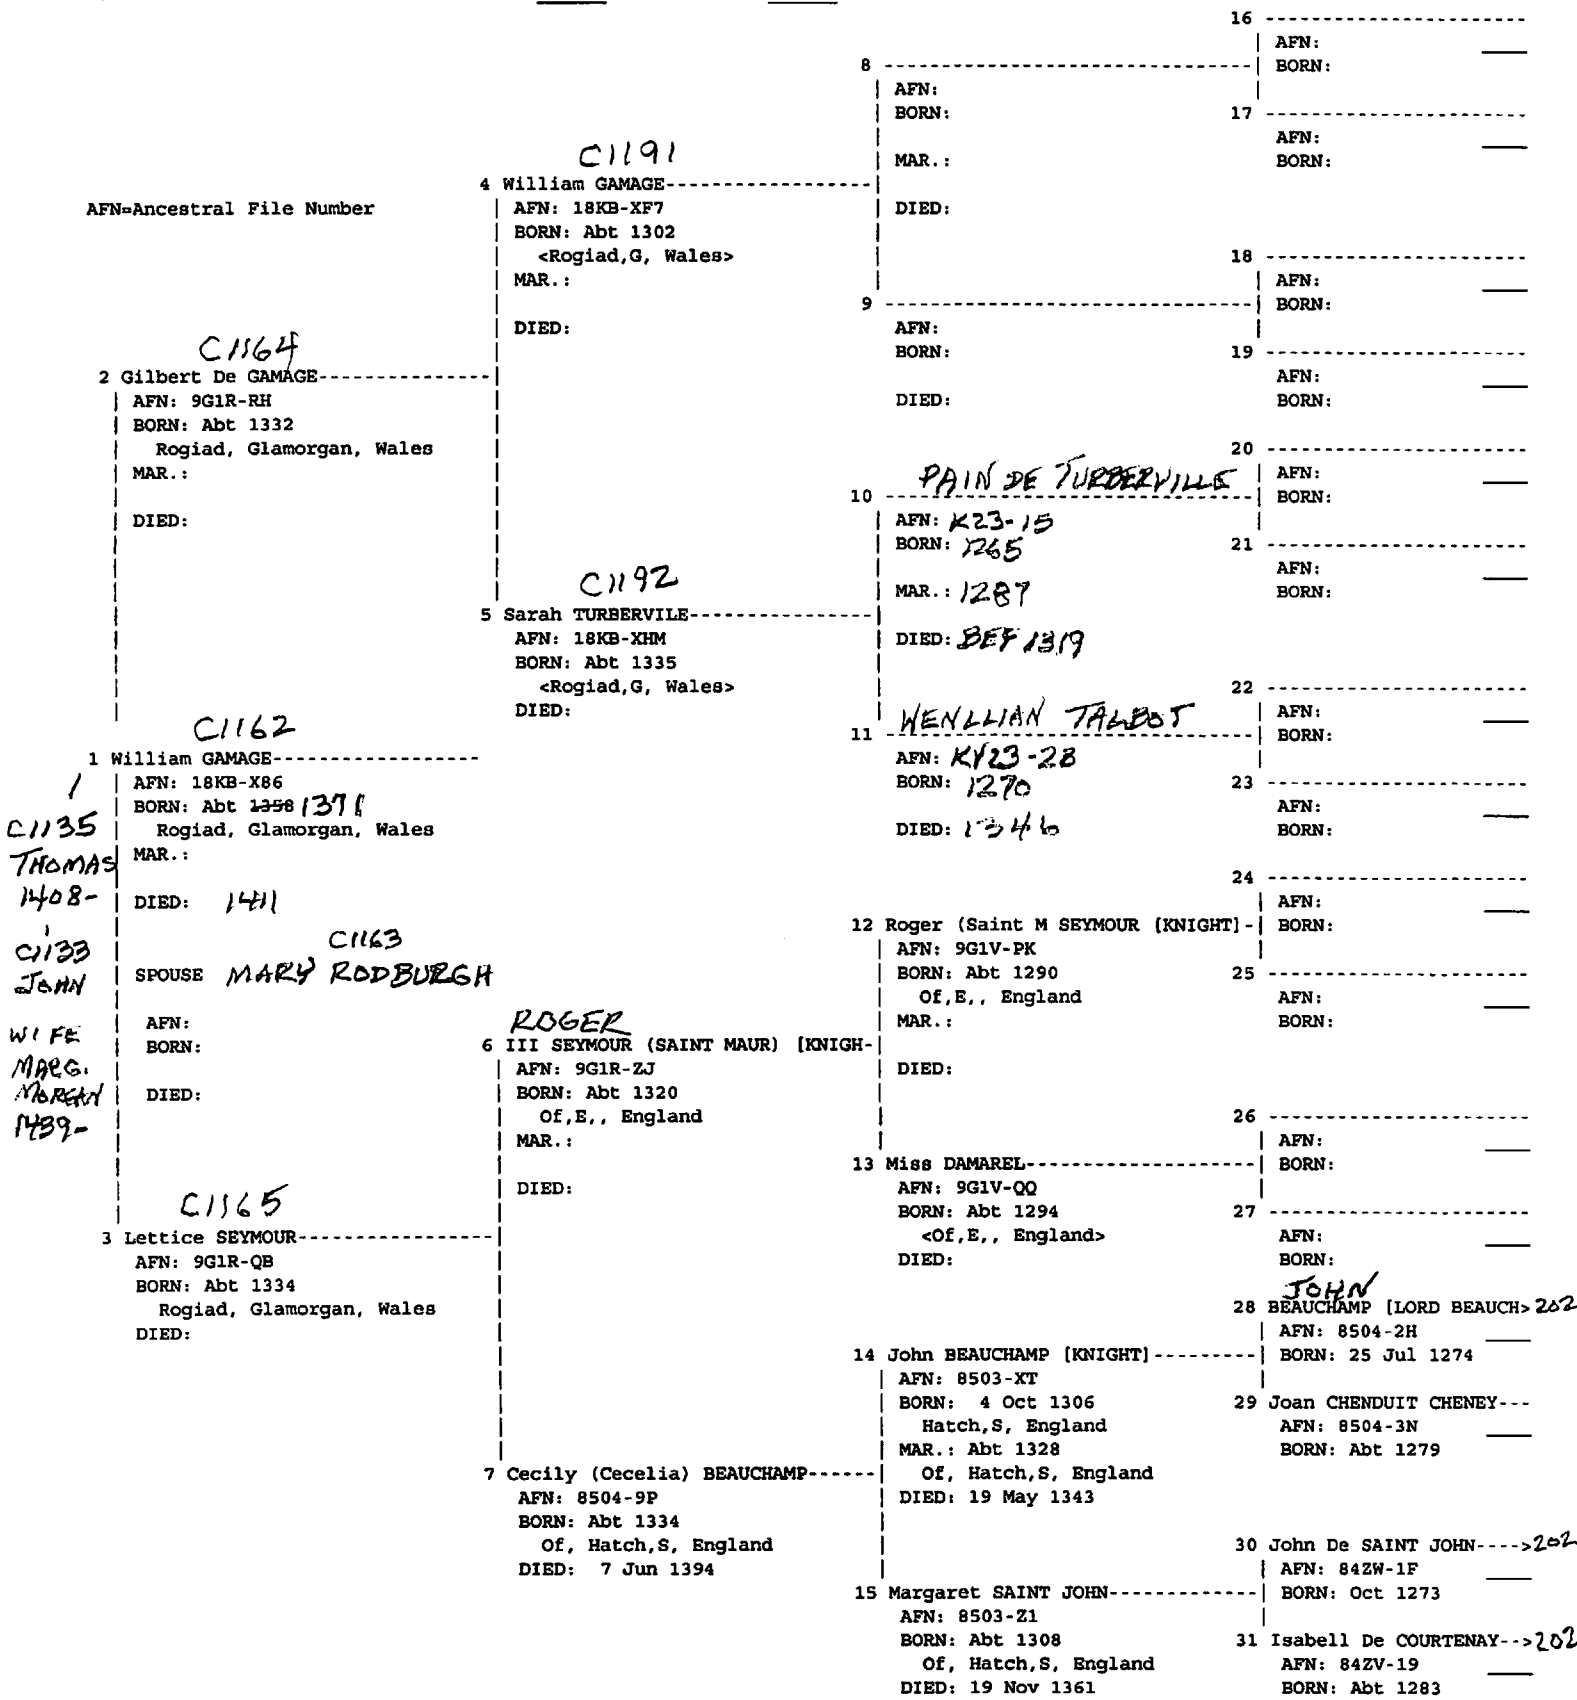 AFN=Ancestral File Number
C1162
1 William GAMAGE
AFN: 18KB-X86
BORN: Abt 1358 1371
Rogiad, Glamorgan, Wales
MAR.:
DIED: 1411
C1163
SPOUSE MARY RODBURGH
AFN:
BORN:
DIED:
1
C1135
THOMAS
1408-
C1133
JOHN
WIFE
MARG.
MORGAN
1439-
C1164
2 Gilbert De GAMAGE
AFN: 9G1R-RH
BORN: Abt 1332
Rogiad, Glamorgan, Wales
MAR.:
DIED:
C1165
3 Lettice SEYMOUR
AFN: 9G1R-QB
BORN: Abt 1334
Rogiad, Glamorgan, Wales
DIED:
C1191
4 William GAMAGE
AFN: 18KB-XF7
BORN: Abt 1302
<Rogiad,G, Wales>
MAR.:
DIED:
C1192
5 Sarah TURBERVILE
AFN: 18KB-XHM
BORN: Abt 1335
<Rogiad,G, Wales>
DIED:
ROGER
6 III SEYMOUR (SAINT MAUR) [KNIGH-
AFN: 9G1R-ZJ
BORN: Abt 1320
Of,E,, England
MAR.:
DIED:
7 Cecily (Cecelia) BEAUCHAMP
AFN: 8504-9P
BORN: Abt 1334
Of, Hatch,S, England
DIED: 7 Jun 1394
8
AFN:
BORN:
MAR.:
DIED:
9
AFN:
BORN:
DIED:
PAIN DE TURBERVILLE
10
AFN: K23-15
BORN: 1265
MAR.: 1287
DIED: BEF 1319
WENLLIAN TALBOT
11
AFN: KY23-28
BORN: 1270
DIED: 1346
12 Roger (Saint M SEYMOUR [KNIGHT]-
AFN: 9G1V-PK
BORN: Abt 1290
Of,E,, England
MAR.:
DIED:
13 Miss DAMAREL
AFN: 9G1V-QQ
BORN: Abt 1294
<Of,E,, England>
DIED:
14 John BEAUCHAMP [KNIGHT]
AFN: 8503-XT
BORN: 4 Oct 1306
Hatch,S, England
MAR.: Abt 1328
Of, Hatch,S, England
DIED: 19 May 1343
15 Margaret SAINT JOHN
AFN: 8503-Z1
BORN: Abt 1308
Of, Hatch,S, England
DIED: 19 Nov 1361
16
AFN:
BORN:
17
AFN:
BORN:
18
AFN:
BORN:
19
AFN:
BORN:
20
AFN:
BORN:
21
AFN:
BORN:
22
AFN:
BORN:
23
AFN:
BORN:
24
AFN:
BORN:
25
AFN:
BORN:
26
AFN:
BORN:
27
AFN:
BORN:
JOHN
28 BEAUCHAMP [LORD BEAUCH> 202
AFN: 8504-2H
BORN: 25 Jul 1274
29 Joan CHENDUIT CHENEY---
AFN: 8504-3N
BORN: Abt 1279
30 John De SAINT JOHN---->202
AFN: 84ZW-1F
BORN: Oct 1273
31 Isabell De COURTENAY-->202
AFN: 84ZV-19
BORN: Abt 1283